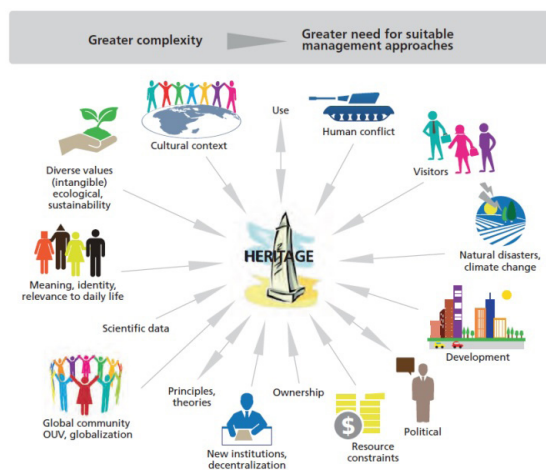 Greater complexity
Greater need for suitable
management approaches
Cultural context
Use
Human conflict
Diverse values
(intangible)
ecological,
sustainability
Visitors
HERITAGE
Meaning, identity,
relevance to daily life
Natural disasters,
climate change
Scientific data
Development
Global community
OUV, globalization
Principles,
theories
New institutions,
decentralization
Ownership
$
Resource
constraints
Political